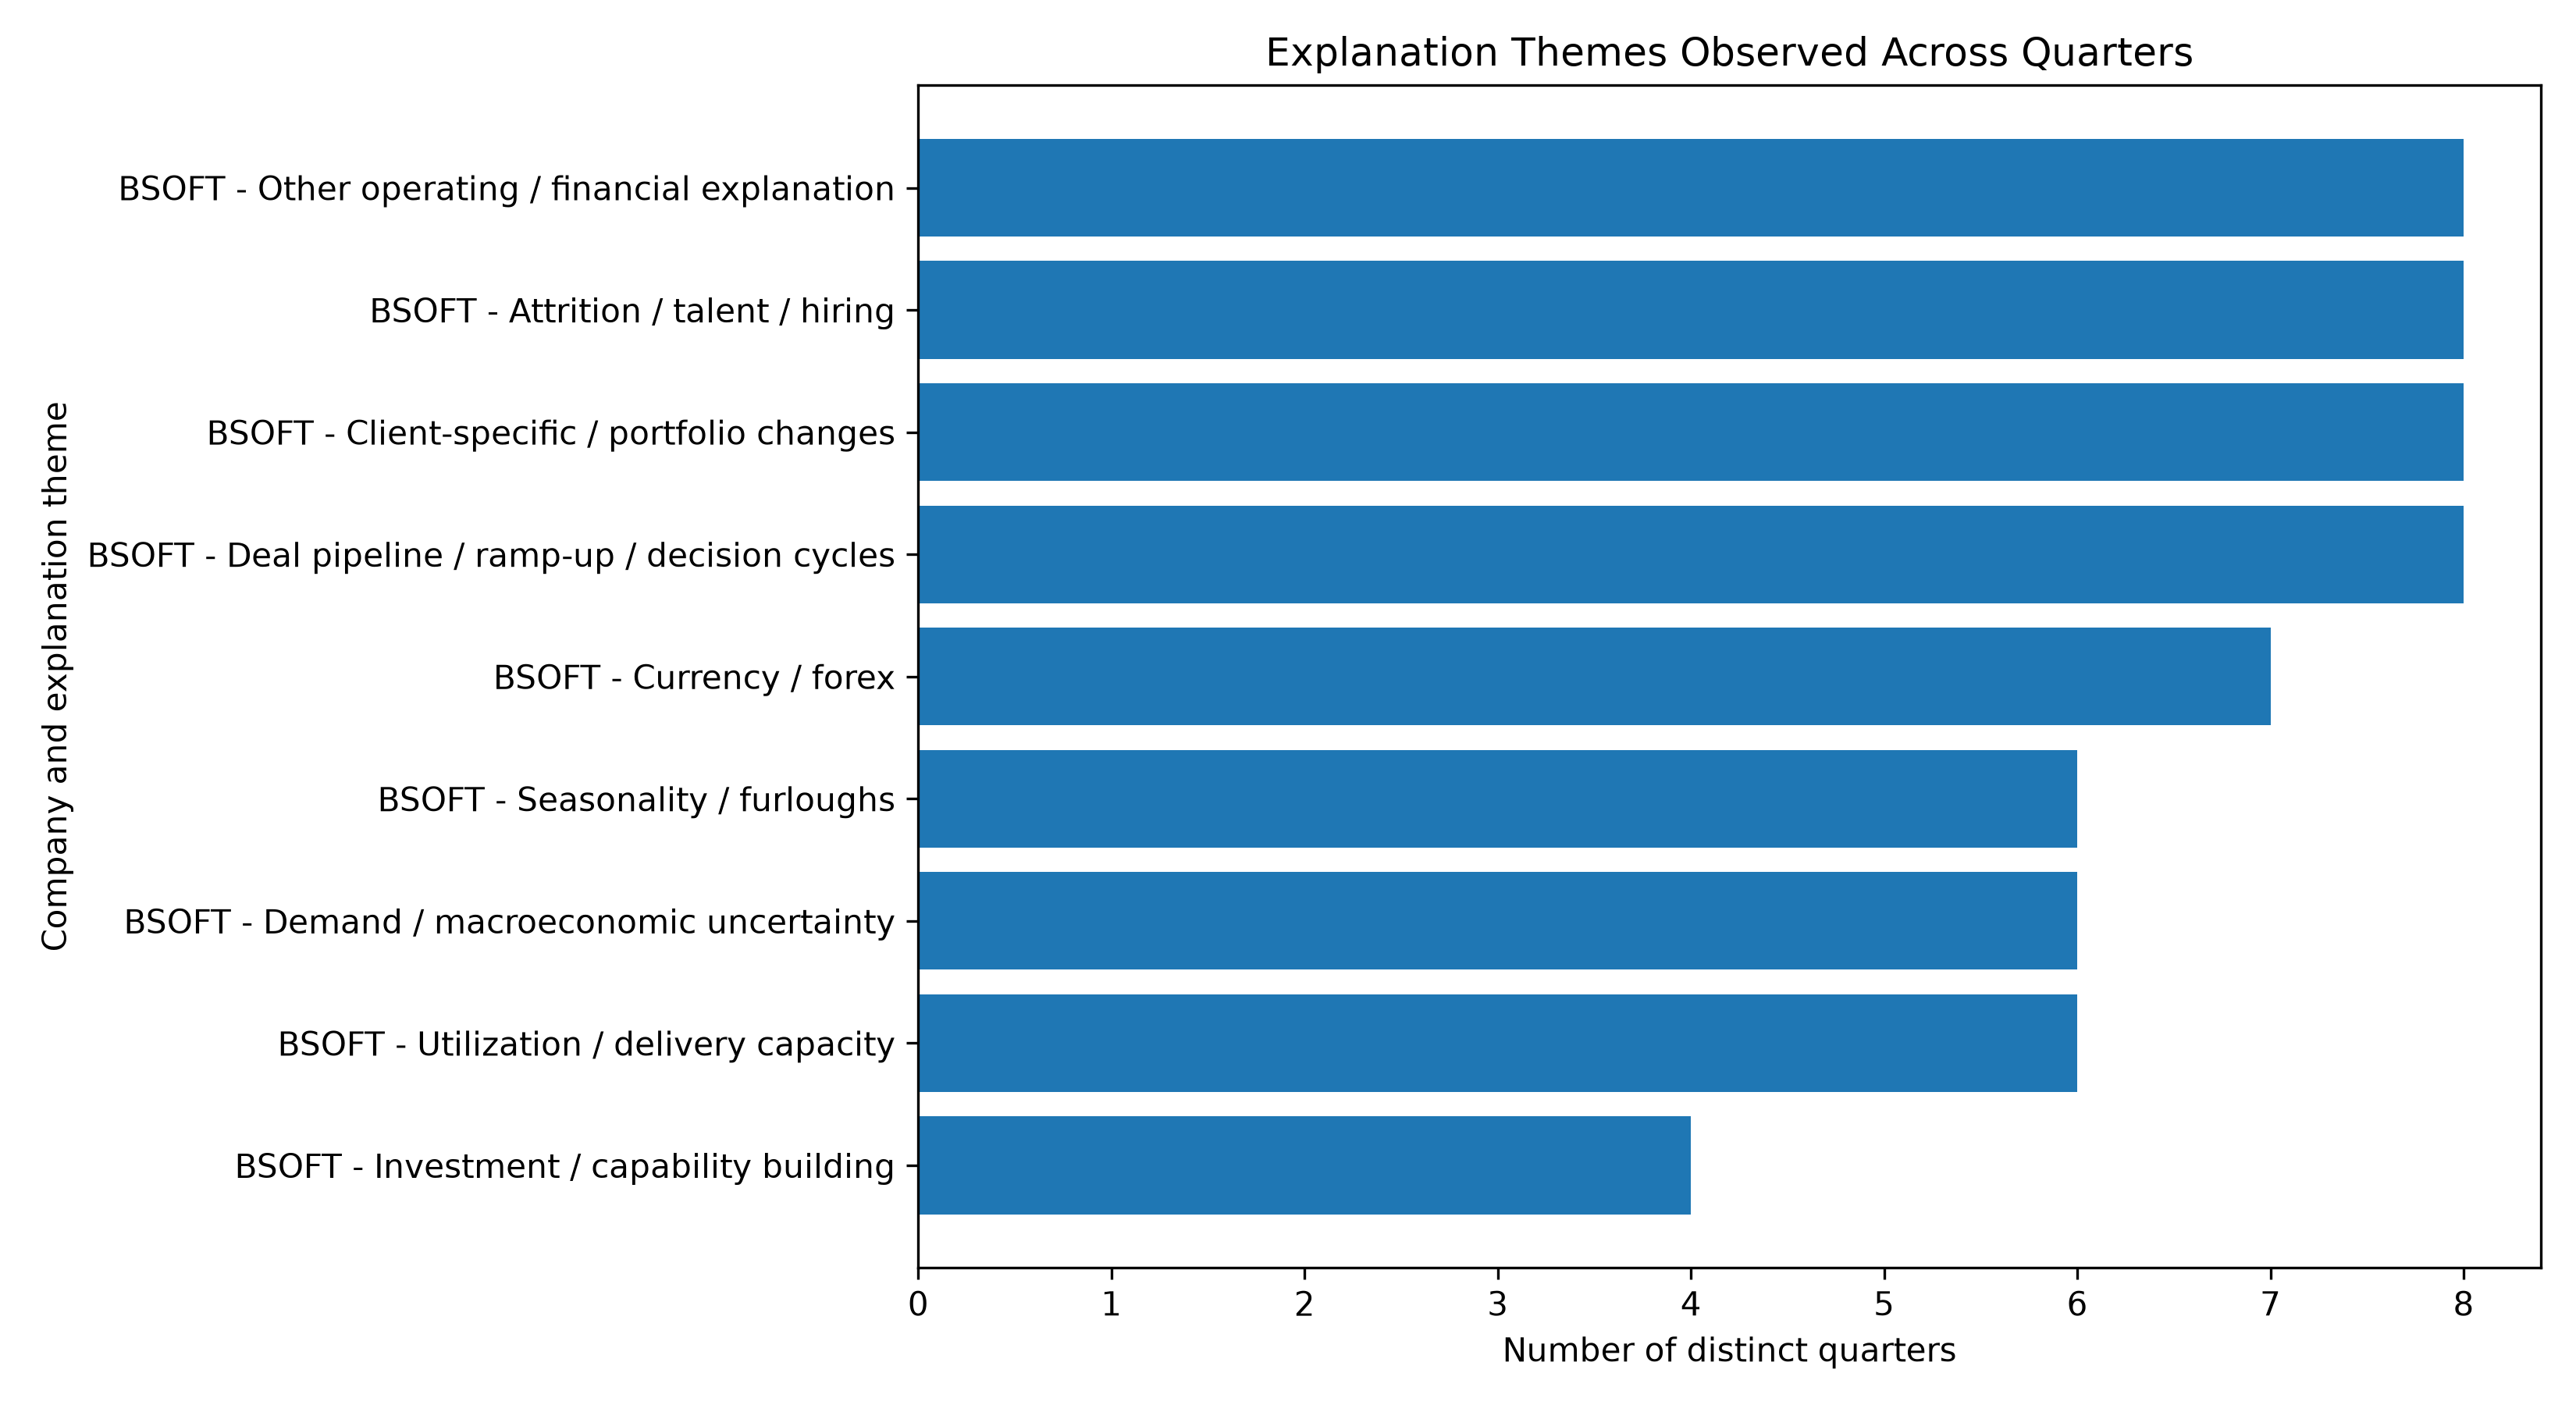 Explanation Themes Observed Across Quarters
Company and explanation theme
BSOFT - Other operating / financial explanation
BSOFT - Attrition / talent / hiring
BSOFT - Client-specific / portfolio changes
BSOFT - Deal pipeline / ramp-up / decision cycles
BSOFT - Currency / forex
BSOFT - Seasonality / furloughs
BSOFT - Demand / macroeconomic uncertainty
BSOFT - Utilization / delivery capacity
BSOFT - Investment / capability building
0 1 2 3 4 5 6 7 8
Number of distinct quarters